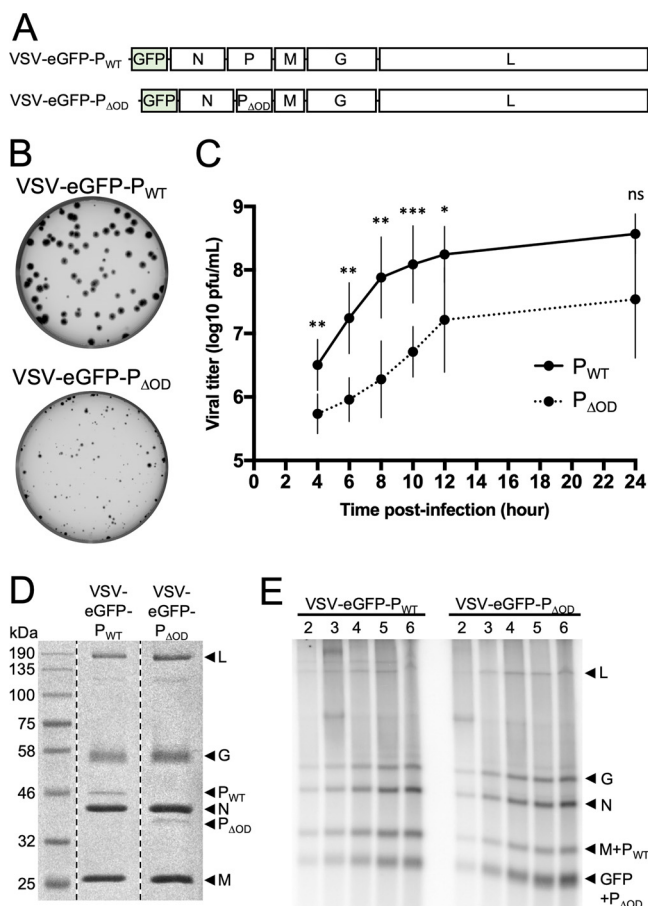 A
VSV-eGFP-PWT GFP N P M G L
VSV-eGFP-PΔOD GFP N PΔOD M G L
B
VSV-eGFP-PWT
VSV-eGFP-PΔOD
C
Viral titer (log10 pfu/mL)
9
8
7
6
5
** ** ** *** * ns
PWT
PΔOD
0 2 4 6 8 10 12 14 16 18 20 22 24
Time post-infection (hour)
D
VSV-
eGFP-
PWT
VSV-
eGFP-
PΔOD
kDa
190
135
100
75
58
46
32
25
L
G
PWT
N
PΔOD
M
E
VSV-eGFP-PWT VSV-eGFP-PΔOD
2 3 4 5 6 2 3 4 5 6
L
G
N
M+PWT
GFP
+PΔOD